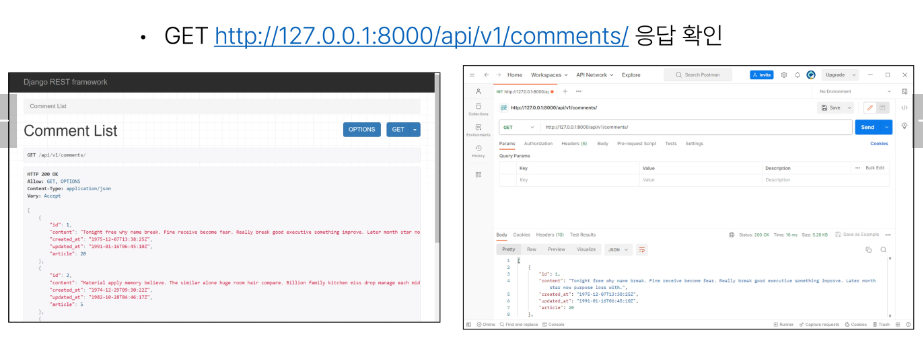 • GET http://127.0.0.1:8000/api/v1/comments/ 응답 확인
Django REST framework
Comment List
Comment List
OPTIONS
GET
GET /api/v1/comments/
HTTP 200 OK
Allow: GET, OPTIONS
Content-Type: application/json
Vary: Accept
[
{
"id": 1,
"content": "Tonight free why name break. Fine receive become fear. Really break good executive something improve. Later month star no
"created_at": "1975-12-07T13:38:25Z",
"updated_at": "1991-01-16T06:45:10Z",
"article": 20
},
{
"id": 2,
"content": "Material apply memory believe. The similar alone huge room hair compare. Billion family kitchen miss drop manage each mid
"created_at": "1974-12-29T09:30:22Z",
"updated_at": "1982-10-28T04:46:37Z",
"article": 5
},
{
Home Workspaces API Network Explore
Search Postman
Invite
Upgrade
GET http://127.0.0.1:8000/a
No Environment
http://127.0.0.1:8000/api/v1/comments/
Save
GET
http://127.0.0.1:8000/api/v1/comments/
Send
Params Authorization Headers (6) Body Pre-request Script Tests Settings
Cookies
Query Params
Key Value Description
Bulk Edit
Key Value Description
Collections
Environments
History
Body Cookies Headers (10) Test Results
Status: 200 OK Time: 16 ms Size: 5.28 KB
Save as Example
Pretty Raw Preview Visualize JSON
1 [
2 {
3 "id": 1,
4 "content": "Tonight free why name break. Fine receive become fear. Really break good executive something improve. Later month
star now purpose loss with.",
5 "created_at": "1975-12-07T13:38:25Z",
6 "updated_at": "1991-01-16T06:45:10Z",
7 "article": 20
8 },
Online Find and replace Console
Runner Capture requests Cookies Trash